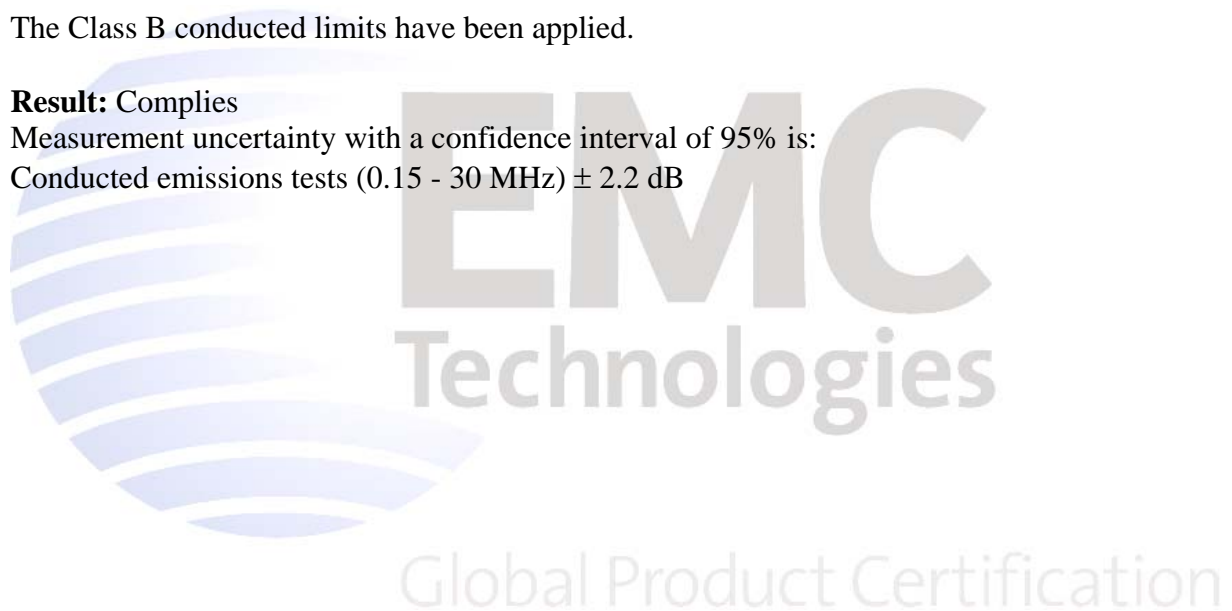 The Class B conducted limits have been applied.
Result: Complies
Measurement uncertainty with a confidence interval of 95% is:
Conducted emissions tests (0.15 - 30 MHz) ± 2.2 dB
EMC
Technologies
Global Product Certification